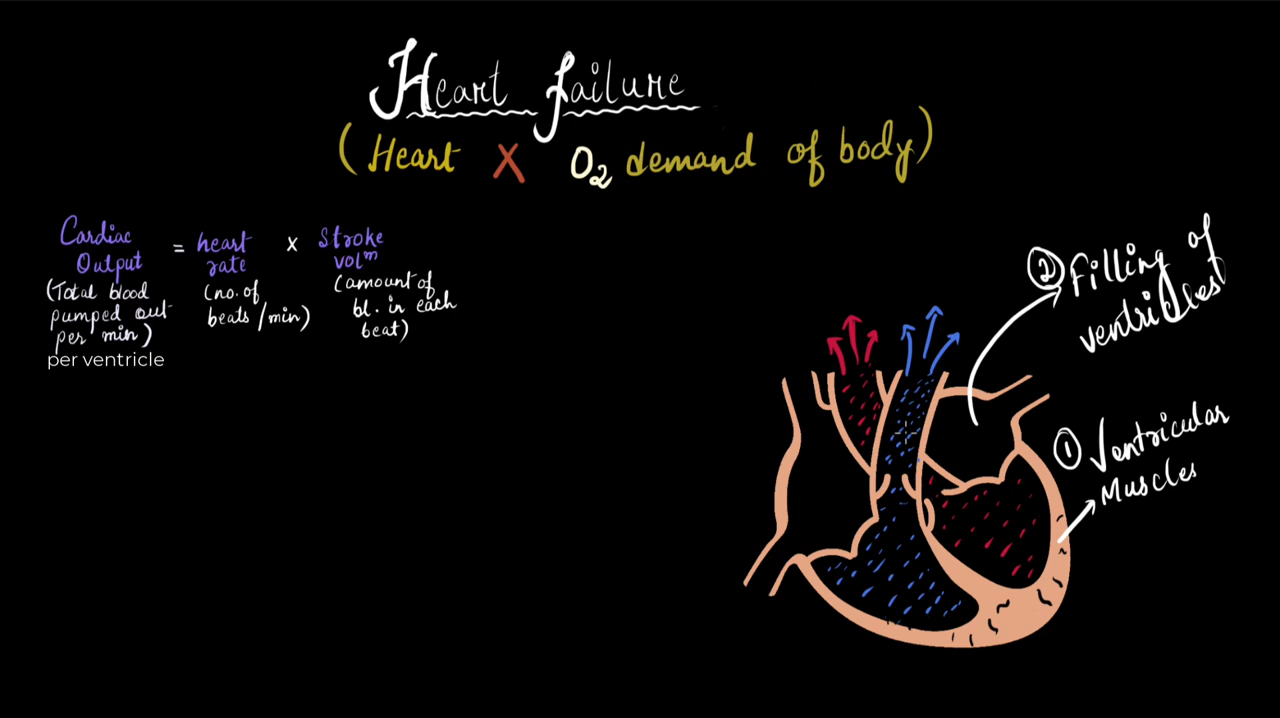 Heart failure
(Heart X O2 demand of body)
Cardiac Output = heart rate x Stroke volm
(Total blood pumped out per min)
per ventricle
(no. of beats/min)
(amount of bl. in each beat)
② Filling of ventricles
① Ventricular Muscles